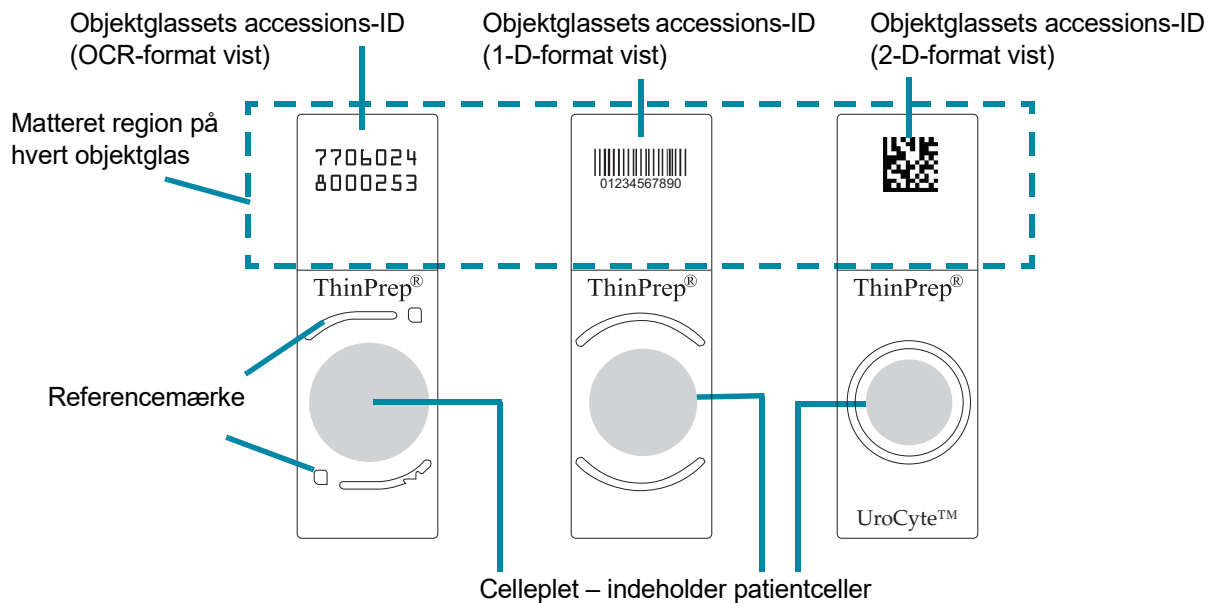 Objektglassets accessions-ID
(OCR-format vist)
Objektglassets accessions-ID
(1-D-format vist)
Objektglassets accessions-ID
(2-D-format vist)
Matteret region på
hvert objektglas
7706024
8000253
01234567890
ThinPrep®
ThinPrep®
ThinPrep®
Referencemærke
UroCyte™
Celleplet – indeholder patientceller